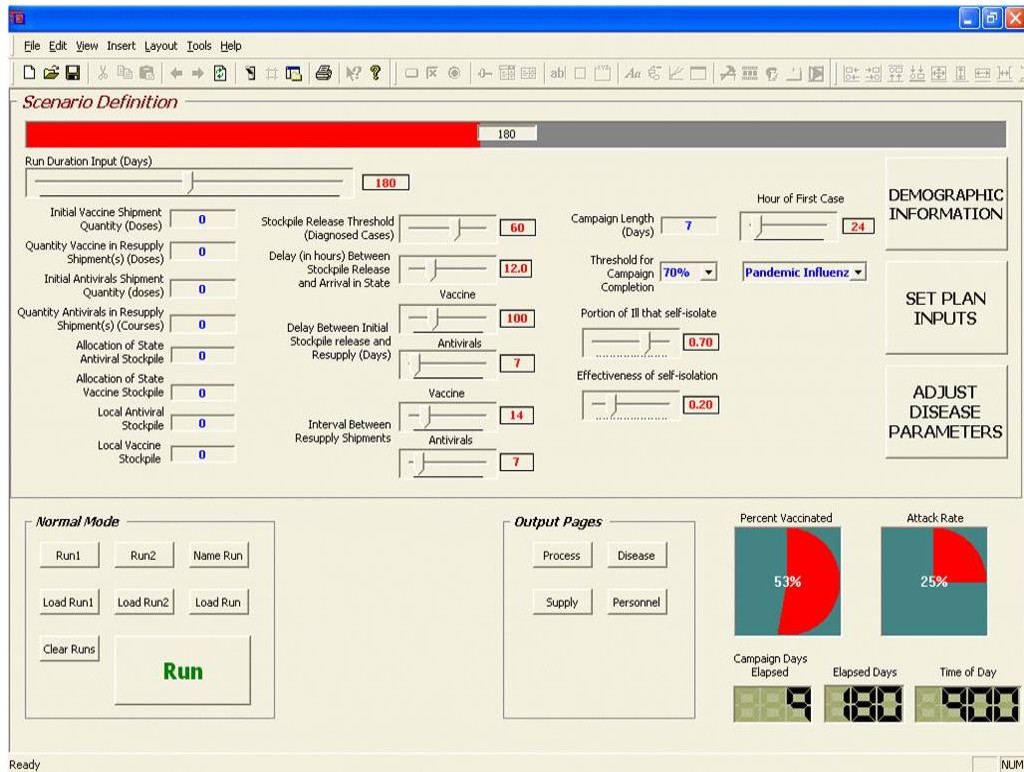 File Edit View Insert Layout Tools Help
Scenario Definition
180
Run Duration Input (Days)
180
Initial Vaccine Shipment
Quantity (Doses)
0
Quantity Vaccine in Resupply
Shipment(s) (Doses)
0
Initial Antivirals Shipment
Quantity (doses)
0
Quantity Antivirals in Resupply
Shipment(s) (Courses)
0
Allocation of State
Antiviral Stockpile
0
Allocation of State
Vaccine Stockpile
0
Local Antiviral
Stockpile
0
Local Vaccine
Stockpile
0
Stockpile Release Threshold
(Diagnosed Cases)
60
Delay (in hours) Between
Stockpile Release
and Arrival in State
12.0
Delay Between Initial
Stockpile release and
Resupply (Days)
Vaccine
100
Antivirals
7
Interval Between
Resupply Shipments
Vaccine
14
Antivirals
7
Campaign Length
(Days)
7
Threshold for
Campaign
Completion
70%
Portion of Ill that self-isolate
0.70
Effectiveness of self-isolation
0.20
Hour of First Case
24
Pandemic Influenz
DEMOGRAPHIC
INFORMATION
SET PLAN
INPUTS
ADJUST
DISEASE
PARAMETERS
Normal Mode
Run1 Run2 Name Run
Load Run1 Load Run2 Load Run
Clear Runs
Run
Output Pages
Process Disease
Supply Personnel
Percent Vaccinated
53%
Attack Rate
25%
Campaign Days
Elapsed
9
Elapsed Days
180
Time of Day
900
Ready
NUM